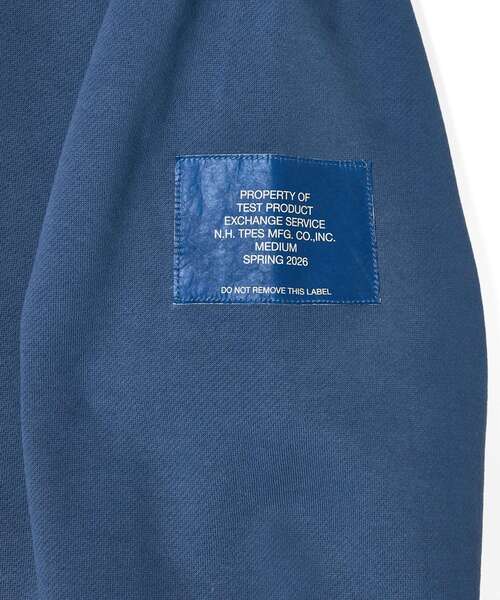 PROPERTY OF
TEST PRODUCT
EXCHANGE SERVICE
N.H. TPES MFG. CO.,INC.
MEDIUM
SPRING 2026
DO NOT REMOVE THIS LABEL